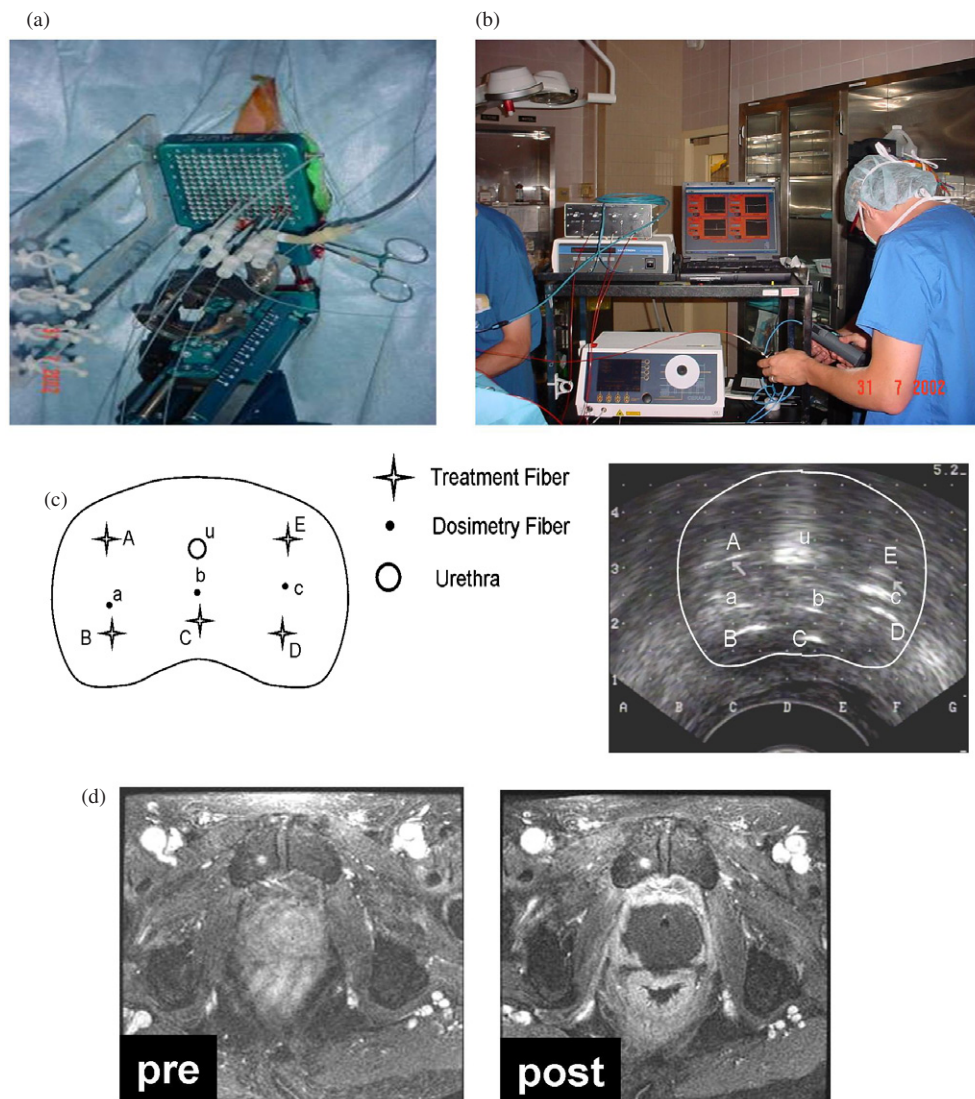 (a)
(b)
31 7 2002
(c)
Treatment Fiber
Dosimetry Fiber
Urethra
A
E
u
b
a
c
B
C
D
5.2
4
3
2
1
A
u
E
a
b
c
B
C
D
A B C D E F G
(d)
pre
post